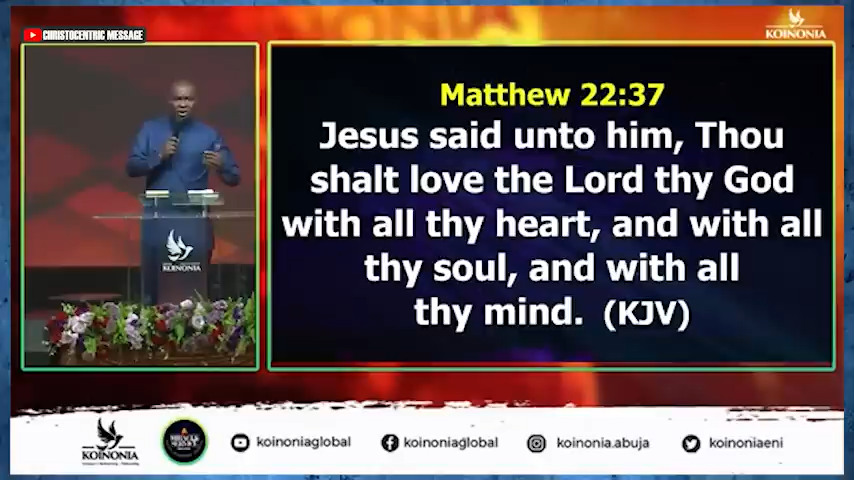 CHRISTOCENTRIC MESSAGE
KOINONIA
Matthew 22:37
Jesus said unto him, Thou
shalt love the Lord thy God
with all thy heart, and with all
thy soul, and with all
thy mind. (KJV)
KOINONIA
KOINONIA
MIRACLE
SERVICE
koinoniaglobal
koinoniaglobal
koinonia.abuja
koinoniaeni